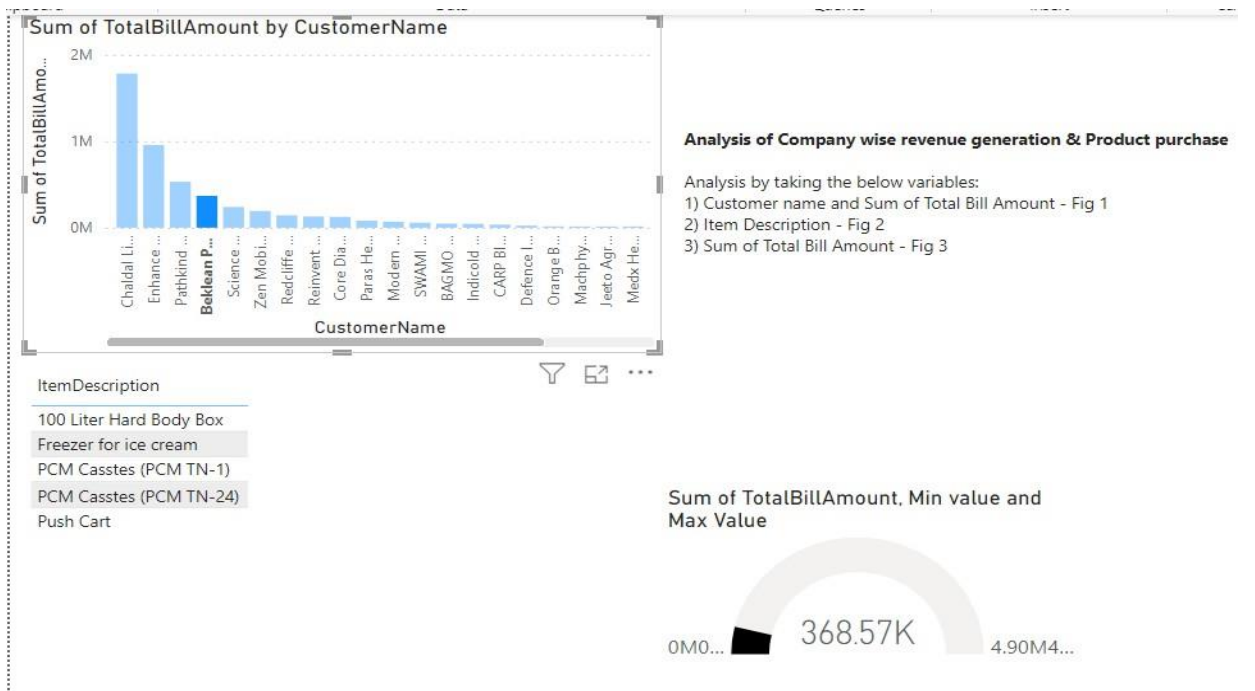 Sum of TotalBillAmount by CustomerName
Sum of TotalBillAmo...
2M
1M
0M
Chaldal Li...
Enhance ...
Pathkind ...
Beklean P...
Science ...
Zen Mobi...
Redcliffe ...
Reinvent ...
Core Dia...
Paras He...
Modern ...
SWAMI ...
BAGMO ...
Indicold ...
CARP BI...
Defence I...
Orange B...
Machphy...
Jeeto Agr...
Medx He...
CustomerName
Analysis of Company wise revenue generation & Product purchase
Analysis by taking the below variables:
1) Customer name and Sum of Total Bill Amount - Fig 1
2) Item Description - Fig 2
3) Sum of Total Bill Amount - Fig 3
ItemDescription
100 Liter Hard Body Box
Freezer for ice cream
PCM Casstes (PCM TN-1)
PCM Casstes (PCM TN-24)
Push Cart
Sum of TotalBillAmount, Min value and
Max Value
368.57K
0M0...
4.90M4...